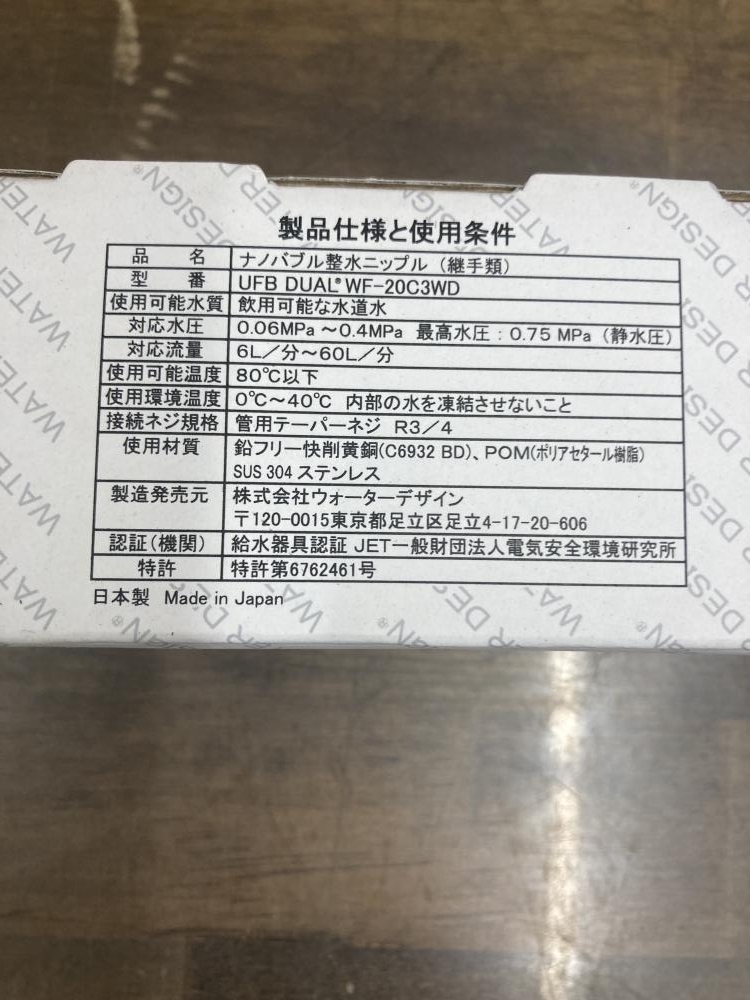 製品仕様と使用条件
品 名 ナノバブル整水ニップル（継手類）
型 番 UFB DUAL® WF-20C3WD
使用可能水質 飲用可能な水道水
対応水圧 0.06MPa ～0.4MPa 最高水圧：0.75 MPa（静水圧）
対応流量 6L／分～60L／分
使用可能温度 80℃以下
使用環境温度 0℃～40℃ 内部の水を凍結させないこと
接続ネジ規格 管用テーパーネジ R3／4
使用材質 鉛フリー快削黄銅(C6932 BD)、POM(ポリアセタール樹脂)
SUS 304 ステンレス
製造発売元 株式会社ウォーターデザイン
〒120-0015東京都足立区足立4-17-20-606
認証(機関) 給水器具認証 JET一般財団法人電気安全環境研究所
特許 特許第6762461号
日本製 Made in Japan
WATER DESIGN®